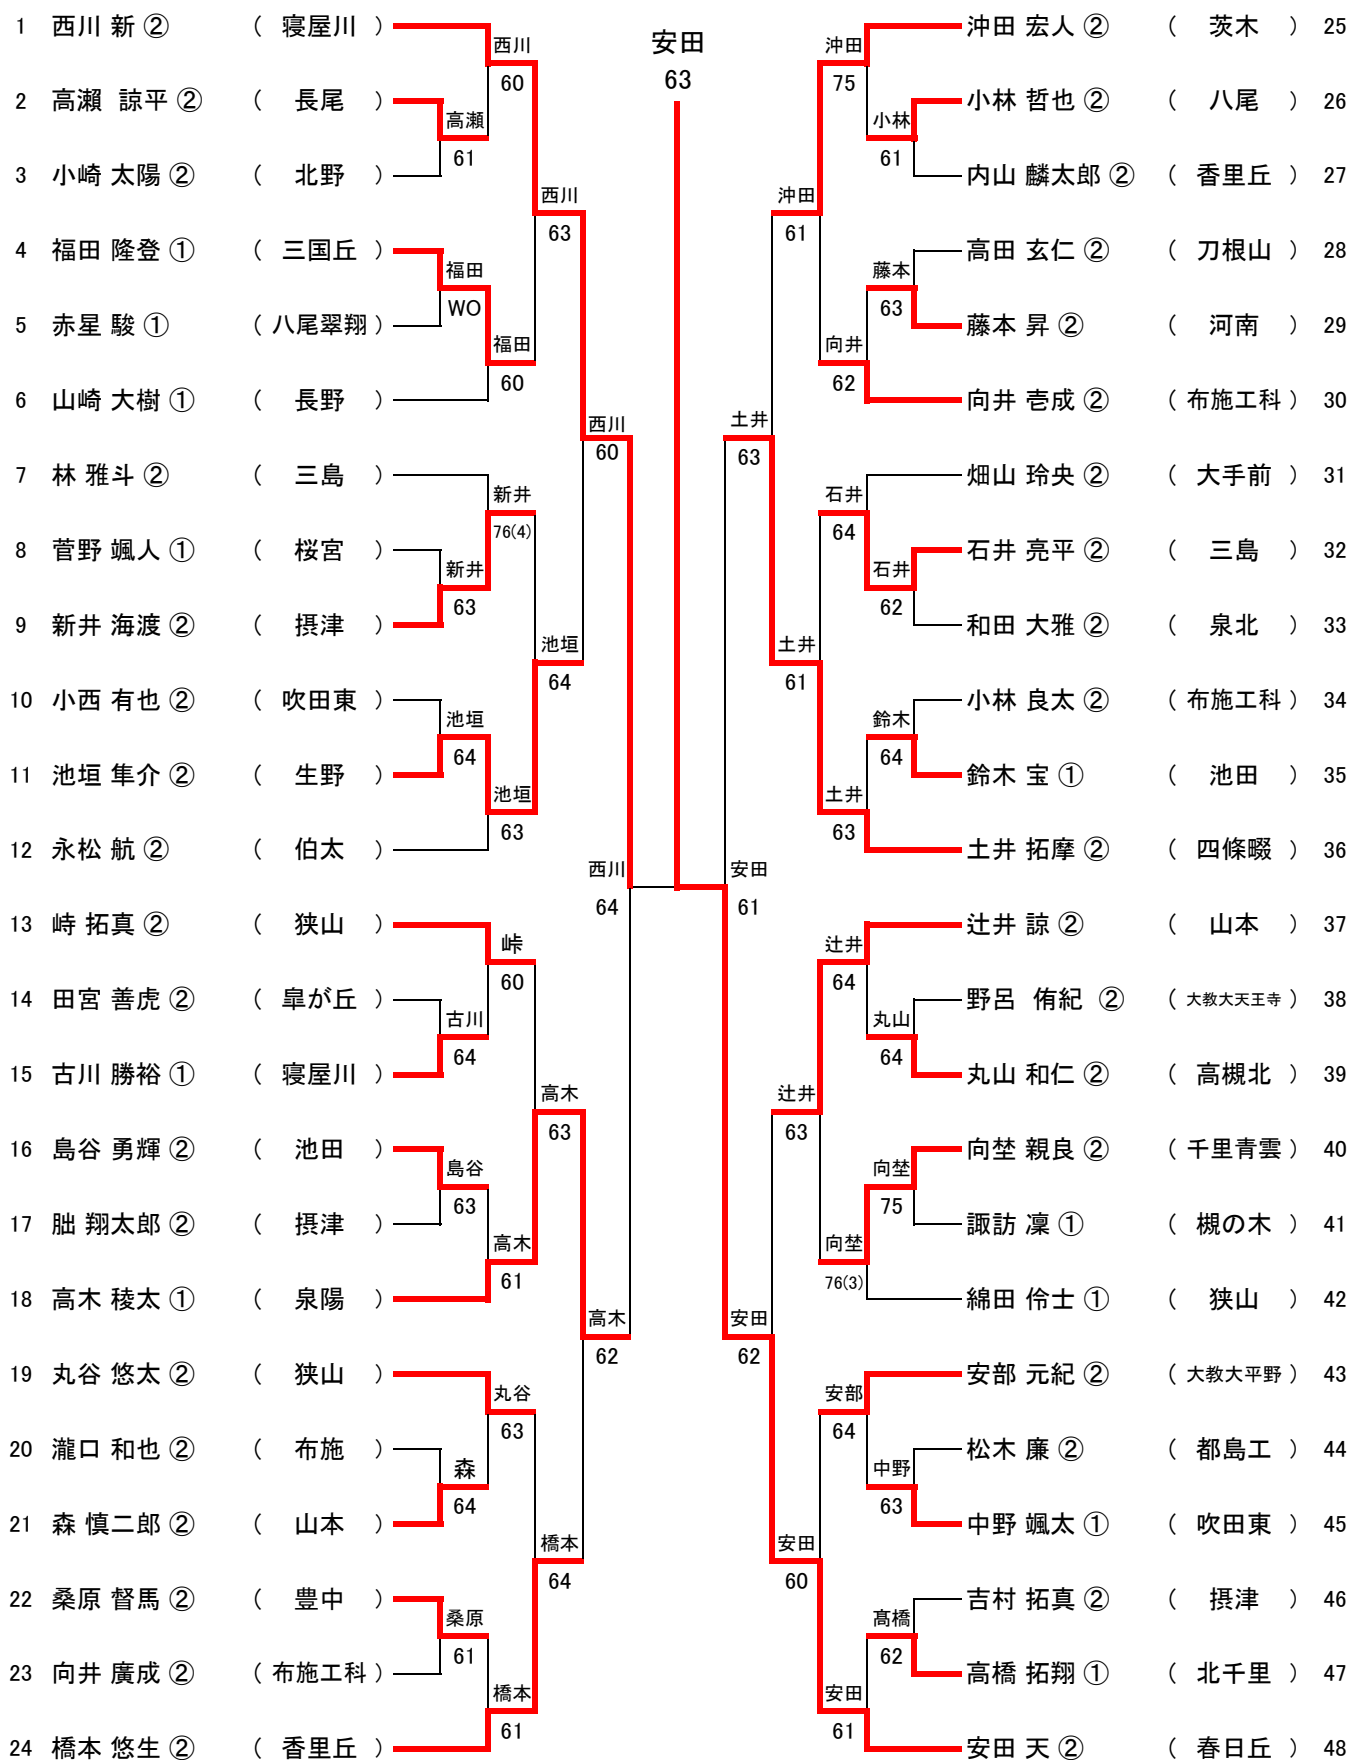 安田
63
1 西川 新 ② ( 寝屋川 )
西川
60
2 高瀬 諒平 ② ( 長尾 )
高瀬
61
3 小崎 太陽 ② ( 北野 )
西川
63
4 福田 隆登 ① ( 三国丘 )
福田
WO
5 赤星 駿 ① ( 八尾翠翔 )
福田
60
6 山崎 大樹 ① ( 長野 )
西川
60
7 林 雅斗 ② ( 三島 )
新井
76(4)
8 菅野 颯人 ① ( 桜宮 )
新井
63
9 新井 海渡 ② ( 摂津 )
池垣
64
10 小西 有也 ② ( 吹田東 )
池垣
64
11 池垣 隼介 ② ( 生野 )
池垣
63
12 永松 航 ② ( 伯太 )
西川
64
13 峠 拓真 ② ( 狭山 )
峠
60
14 田宮 善虎 ② ( 皐が丘 )
古川
64
15 古川 勝裕 ① ( 寝屋川 )
高木
63
16 島谷 勇輝 ② ( 池田 )
島谷
63
17 朏 翔太郎 ② ( 摂津 )
高木
61
18 高木 稜太 ① ( 泉陽 )
高木
62
19 丸谷 悠太 ② ( 狭山 )
丸谷
63
20 瀧口 和也 ② ( 布施 )
森
64
21 森 慎二郎 ② ( 山本 )
橋本
64
22 桑原 督馬 ② ( 豊中 )
桑原
61
23 向井 廣成 ② ( 布施工科 )
橋本
61
24 橋本 悠生 ② ( 香里丘 )
沖田 宏人 ② ( 茨木 ) 25
沖田
75
小林 哲也 ② ( 八尾 ) 26
小林
61
内山 麟太郎 ② ( 香里丘 ) 27
沖田
61
高田 玄仁 ② ( 刀根山 ) 28
藤本
63
藤本 昇 ② ( 河南 ) 29
向井
62
向井 壱成 ② ( 布施工科 ) 30
土井
63
畑山 玲央 ② ( 大手前 ) 31
石井
64
石井 亮平 ② ( 三島 ) 32
石井
62
和田 大雅 ② ( 泉北 ) 33
土井
61
小林 良太 ② ( 布施工科 ) 34
鈴木
64
鈴木 宝 ① ( 池田 ) 35
土井
63
土井 拓摩 ② ( 四條畷 ) 36
安田
61
辻井 諒 ② ( 山本 ) 37
辻井
64
野呂 侑紀 ② ( 大教大天王寺 ) 38
丸山
64
丸山 和仁 ② ( 高槻北 ) 39
辻井
63
向埜 親良 ② ( 千里青雲 ) 40
向埜
75
諏訪 凜 ① ( 槻の木 ) 41
向埜
76(3)
綿田 伶士 ① ( 狭山 ) 42
安田
62
安部 元紀 ② ( 大教大平野 ) 43
安部
64
松木 廉 ② ( 都島工 ) 44
中野
63
中野 颯太 ① ( 吹田東 ) 45
安田
60
吉村 拓真 ② ( 摂津 ) 46
髙橋
62
高橋 拓翔 ① ( 北千里 ) 47
安田
61
安田 天 ② ( 春日丘 ) 48